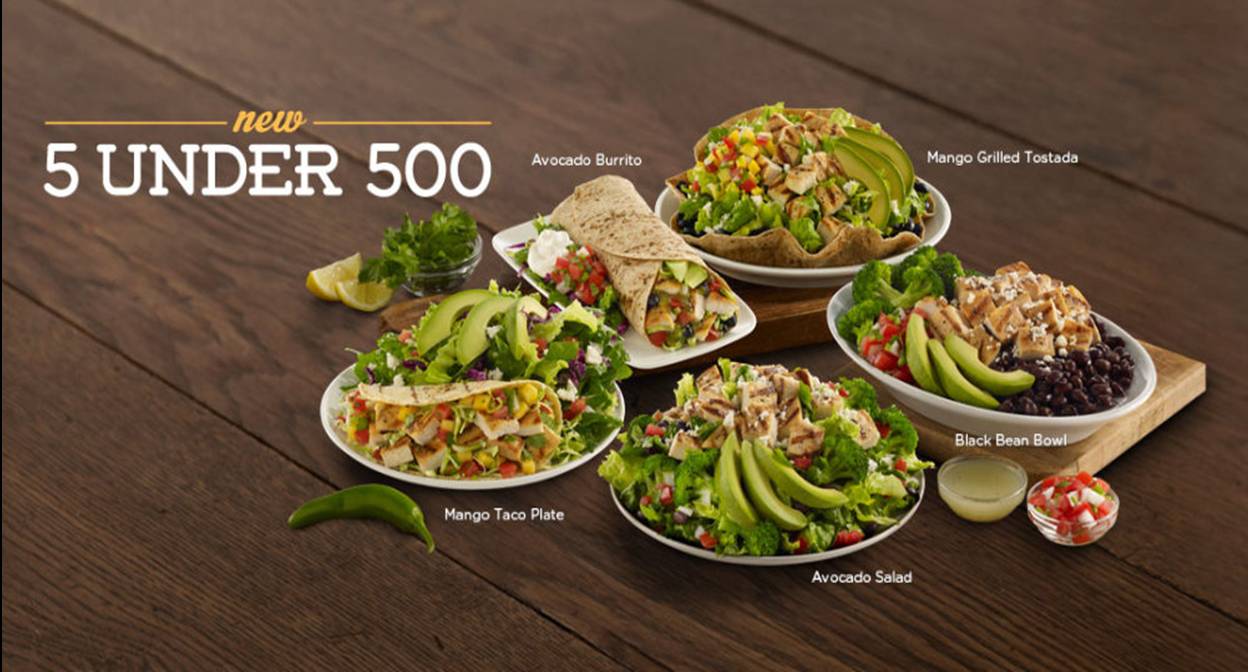 new
5 UNDER 500
Avocado Burrito
Mango Grilled Tostada
Black Bean Bowl
Mango Taco Plate
Avocado Salad